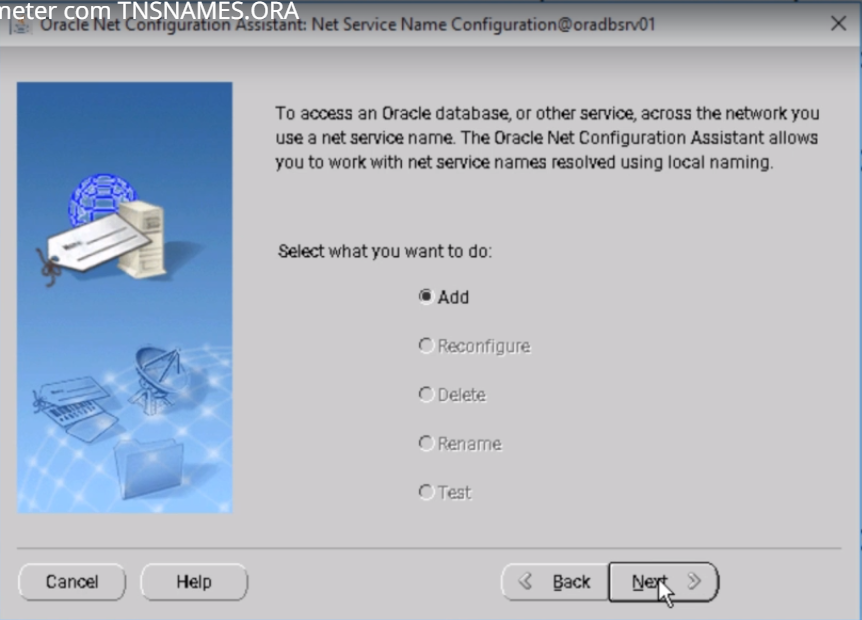 meter com TNSNAMES.ORA
Oracle Net Configuration Assistant: Net Service Name Configuration@oradbsrv01
To access an Oracle database, or other service, across the network you
use a net service name. The Oracle Net Configuration Assistant allows
you to work with net service names resolved using local naming.
Select what you want to do:
Add
Reconfigure
Delete
Rename
Test
Cancel
Help
Back
Next